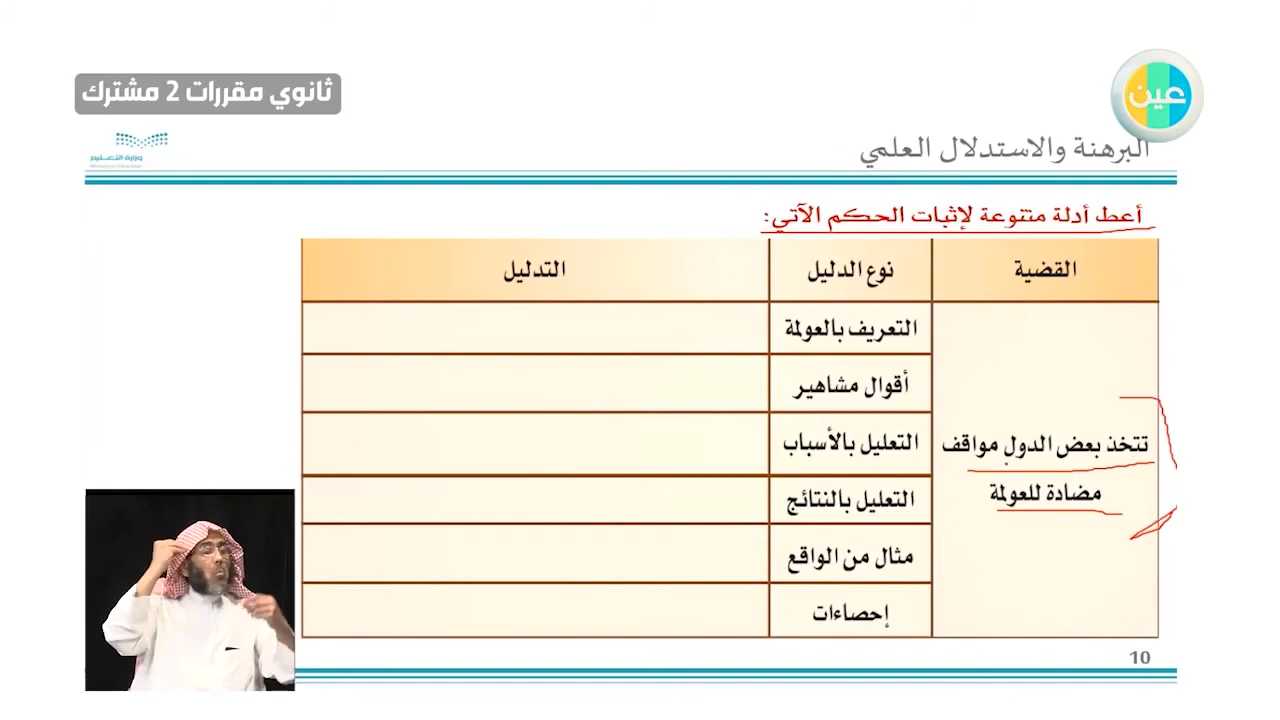 ثانوي مقررات 2 مشترك
عين
وزارة التعليم
البرهنة والاستدلال العلمي
أعط أدلة متنوعة لإثبات الحكم الآتي:
القضية
نوع الدليل
التدليل
تتخذ بعض الدول مواقف
مضادة للعولمة
التعريف بالعولمة
أقوال مشاهير
التعليل بالأسباب
التعليل بالنتائج
مثال من الواقع
إحصاءات
10